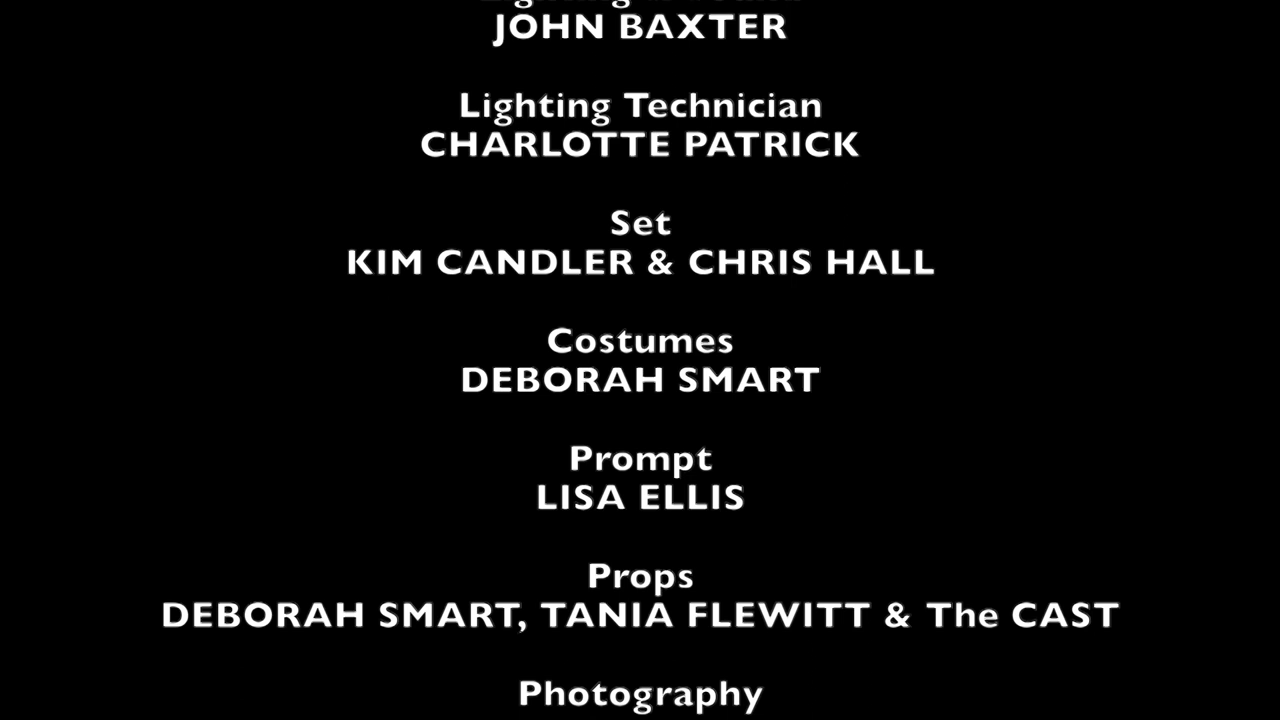 JOHN BAXTER
Lighting Technician
CHARLOTTE PATRICK
Set
KIM CANDLER & CHRIS HALL
Costumes
DEBORAH SMART
Prompt
LISA ELLIS
Props
DEBORAH SMART, TANIA FLEWITT & The CAST
Photography